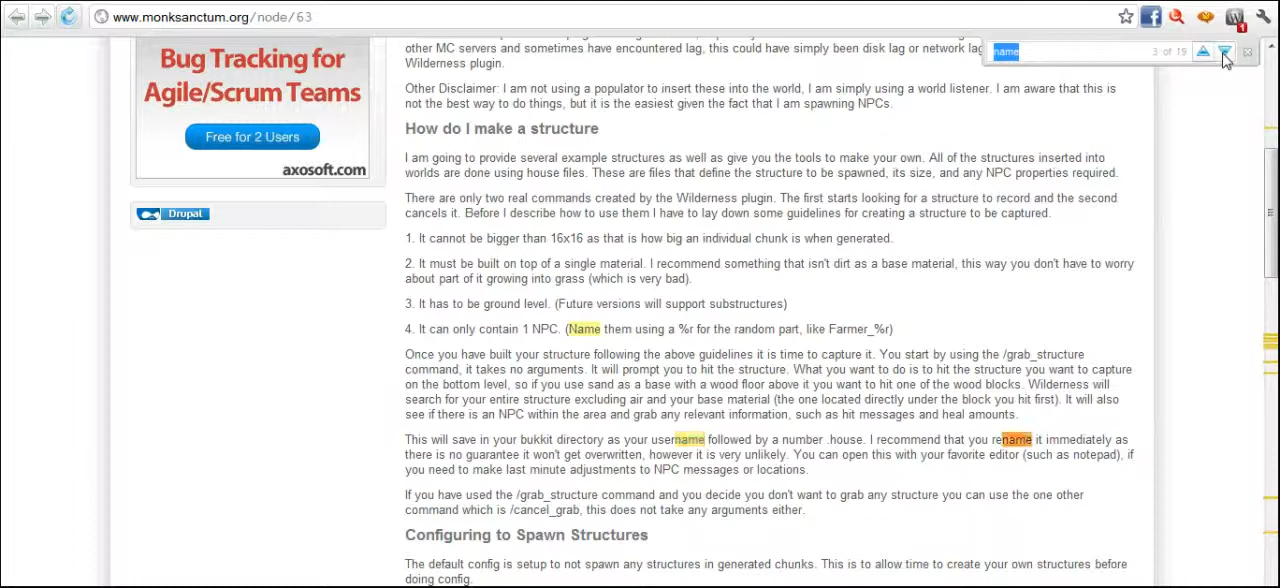 www.monksanctum.org/node/63
name
3 of 19
1
Bug Tracking for
Agile/Scrum Teams
Free for 2 Users
axosoft.com
Drupal
other MC servers and sometimes have encountered lag, this could have simply been disk lag or network lag
Wilderness plugin.
Other Disclaimer: I am not using a populator to insert these into the world, I am simply using a world listener. I am aware that this is
not the best way to do things, but it is the easiest given the fact that I am spawning NPCs.
How do I make a structure
I am going to provide several example structures as well as give you the tools to make your own. All of the structures inserted into
worlds are done using house files. These are files that define the structure to be spawned, its size, and any NPC properties required.
There are only two real commands created by the Wilderness plugin. The first starts looking for a structure to record and the second
cancels it. Before I describe how to use them I have to lay down some guidelines for creating a structure to be captured.
1. It cannot be bigger than 16x16 as that is how big an individual chunk is when generated.
2. It must be built on top of a single material. I recommend something that isn't dirt as a base material, this way you don't have to worry
about part of it growing into grass (which is very bad).
3. It has to be ground level. (Future versions will support substructures)
4. It can only contain 1 NPC. (Name them using a %r for the random part, like Farmer_%r)
Once you have built your structure following the above guidelines it is time to capture it. You start by using the /grab_structure
command, it takes no arguments. It will prompt you to hit the structure. What you want to do is to hit the structure you want to capture
on the bottom level, so if you use sand as a base with a wood floor above it you want to hit one of the wood blocks. Wilderness will
search for your entire structure excluding air and your base material (the one located directly under the block you hit first). It will also
see if there is an NPC within the area and grab any relevant information, such as hit messages and heal amounts.
This will save in your bukkit directory as your username followed by a number .house. I recommend that you rename it immediately as
there is no guarantee it won't get overwritten, however it is very unlikely. You can open this with your favorite editor (such as notepad), if
you need to make last minute adjustments to NPC messages or locations.
If you have used the /grab_structure command and you decide you don't want to grab any structure you can use the one other
command which is /cancel_grab, this does not take any arguments either.
Configuring to Spawn Structures
The default config is setup to not spawn any structures in generated chunks. This is to allow time to create your own structures before
doing config.